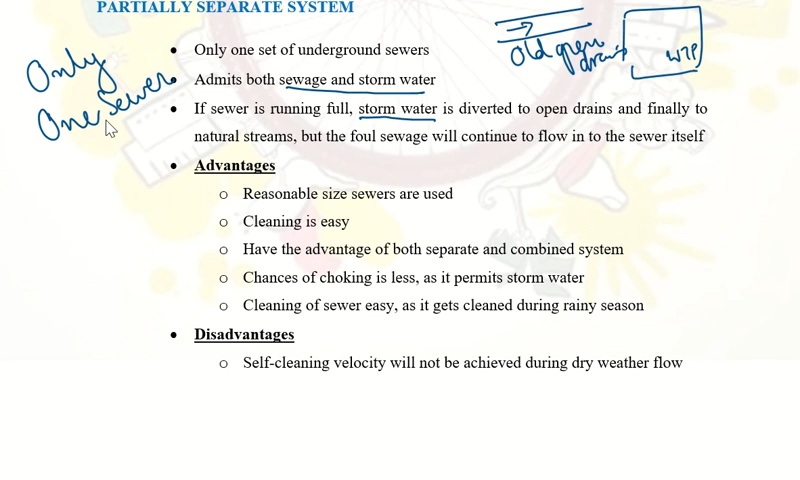 PARTIALLY SEPARATE SYSTEM
Only one set of underground sewers
Admits both sewage and storm water
If sewer is running full, storm water is diverted to open drains and finally to
natural streams, but the foul sewage will continue to flow in to the sewer itself
Advantages
Reasonable size sewers are used
Cleaning is easy
Have the advantage of both separate and combined system
Chances of choking is less, as it permits storm water
Cleaning of sewer easy, as it gets cleaned during rainy season
Disadvantages
Self-cleaning velocity will not be achieved during dry weather flow
Only
One sewer
Old open
drains